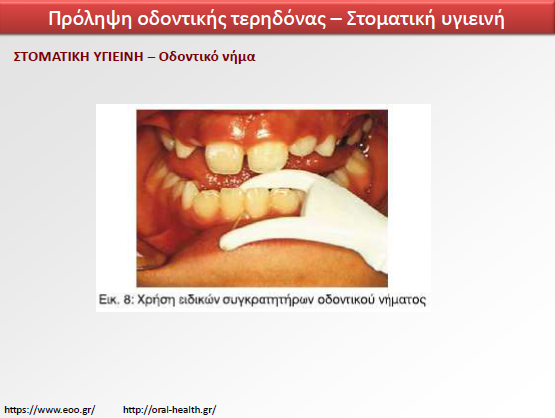 Πρόληψη οδοντικής τερηδόνας – Στοματική υγιεινή
ΣΤΟΜΑΤΙΚΗ ΥΓΙΕΙΝΗ – Οδοντικό νήμα
Εικ. 8: Χρήση ειδικών συγκρατητήρων οδοντικού νήματος
https://www.eoo.gr/ http://oral-health.gr/